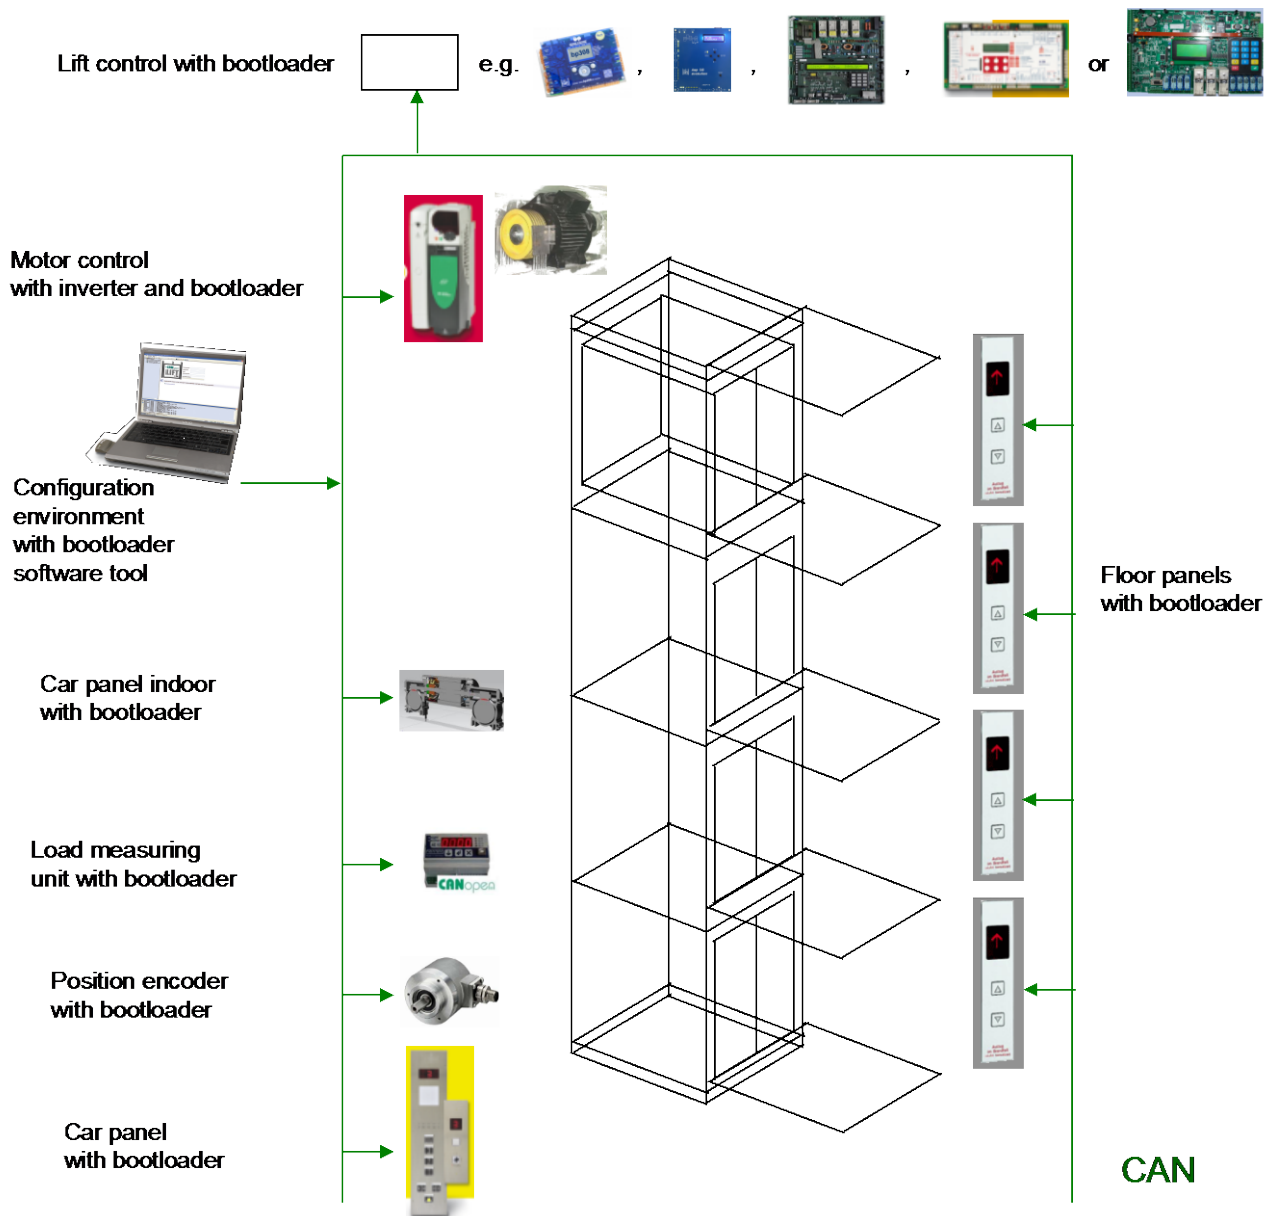 Lift control with bootloader
e.g.
,
,
,
or
Motor control
with inverter and bootloader
Configuration
environment
with bootloader
software tool
Floor panels
with bootloader
Car panel indoor
with bootloader
Load measuring
unit with bootloader
CANopen
Position encoder
with bootloader
Car panel
with bootloader
CAN